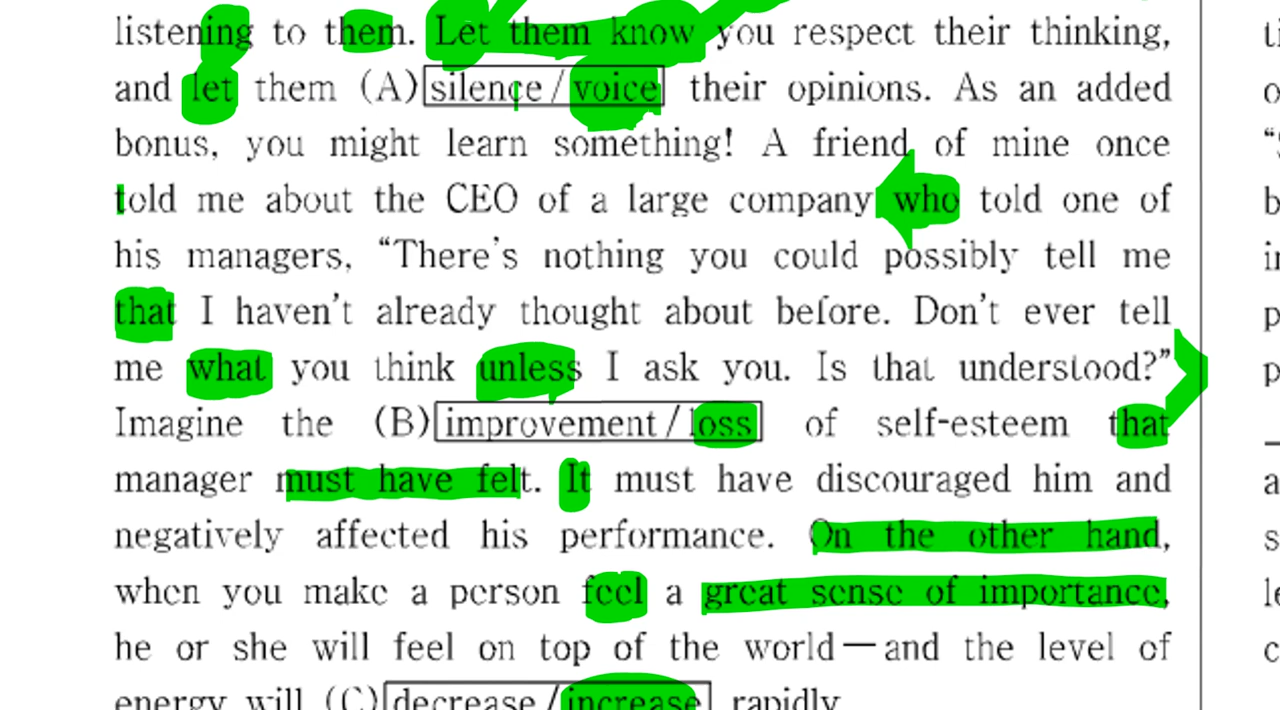 listening to them. Let them know you respect their thinking,
and let them (A) silence / voice their opinions. As an added
bonus, you might learn something! A friend of mine once
told me about the CEO of a large company who told one of
his managers, “There’s nothing you could possibly tell me
that I haven’t already thought about before. Don’t ever tell
me what you think unless I ask you. Is that understood?”
Imagine the (B) improvement / loss of self-esteem that
manager must have felt. It must have discouraged him and
negatively affected his performance. On the other hand,
when you make a person feel a great sense of importance,
he or she will feel on top of the world—and the level of
energy will (C) decrease / increase rapidly